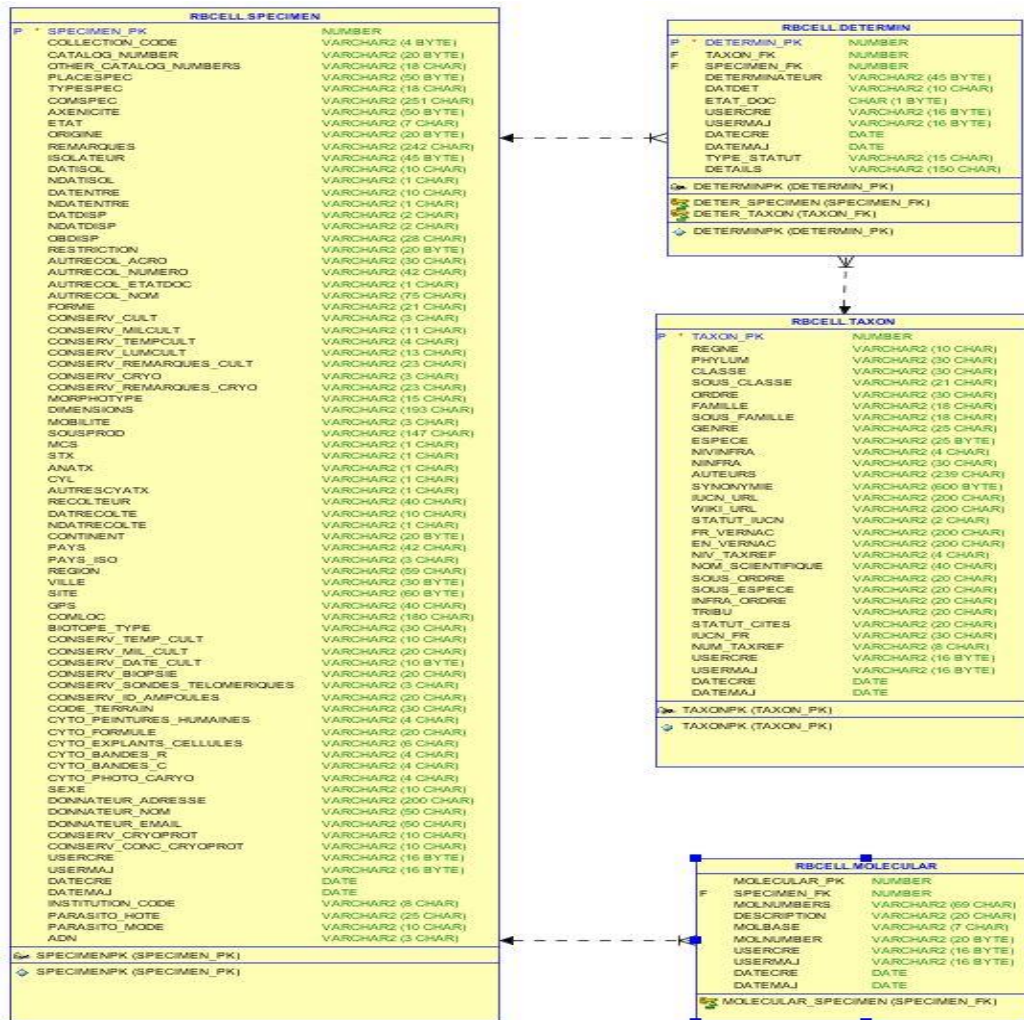 RBCELL.SPECIMEN
P * SPECIMEN_PK NUMBER
COLLECTION_CODE VARCHAR2 (4 BYTE)
CATALOG_NUMBER VARCHAR2 (20 BYTE)
OTHER_CATALOG_NUMBERS VARCHAR2 (18 CHAR)
PLACESPEC VARCHAR2 (50 BYTE)
TYPESPEC VARCHAR2 (18 CHAR)
COMSPEC VARCHAR2 (251 CHAR)
AXENICITE VARCHAR2 (50 BYTE)
ETAT VARCHAR2 (7 CHAR)
ORIGINE VARCHAR2 (20 BYTE)
REMARQUES VARCHAR2 (242 CHAR)
ISOLATEUR VARCHAR2 (45 BYTE)
DATISOL VARCHAR2 (10 CHAR)
NDATISOL VARCHAR2 (1 CHAR)
DATENTRE VARCHAR2 (10 CHAR)
NDATENTRE VARCHAR2 (1 CHAR)
DATDISP VARCHAR2 (2 CHAR)
NDATDISP VARCHAR2 (2 CHAR)
OBDISP VARCHAR2 (28 CHAR)
RESTRICTION VARCHAR2 (20 BYTE)
AUTRECOL_ACRO VARCHAR2 (30 CHAR)
AUTRECOL_NUMERO VARCHAR2 (42 CHAR)
AUTRECOL_ETATDOC VARCHAR2 (1 CHAR)
AUTRECOL_NOM VARCHAR2 (75 CHAR)
FORME VARCHAR2 (21 CHAR)
CONSERV_CULT VARCHAR2 (3 CHAR)
CONSERV_MILCULT VARCHAR2 (11 CHAR)
CONSERV_TEMPCULT VARCHAR2 (4 CHAR)
CONSERV_LUMCULT VARCHAR2 (13 CHAR)
CONSERV_REMARQUES_CULT VARCHAR2 (23 CHAR)
CONSERV_CRYO VARCHAR2 (3 CHAR)
CONSERV_REMARQUES_CRYO VARCHAR2 (23 CHAR)
MORPHOTYPE VARCHAR2 (15 CHAR)
DIMENSIONS VARCHAR2 (193 CHAR)
MOBILITE VARCHAR2 (3 CHAR)
SOUSPROD VARCHAR2 (147 CHAR)
MCS VARCHAR2 (1 CHAR)
STX VARCHAR2 (1 CHAR)
ANATX VARCHAR2 (1 CHAR)
CYL VARCHAR2 (1 CHAR)
AUTRESCYATX VARCHAR2 (1 CHAR)
RECOLTEUR VARCHAR2 (40 CHAR)
DATRECOLTE VARCHAR2 (10 CHAR)
NDATRECOLTE VARCHAR2 (1 CHAR)
CONTINENT VARCHAR2 (20 BYTE)
PAYS VARCHAR2 (42 CHAR)
PAYS_ISO VARCHAR2 (3 CHAR)
REGION VARCHAR2 (59 CHAR)
VILLE VARCHAR2 (30 BYTE)
SITE VARCHAR2 (60 BYTE)
GPS VARCHAR2 (40 CHAR)
COMLOC VARCHAR2 (180 CHAR)
BIOTOPE_TYPE VARCHAR2 (30 CHAR)
CONSERV_TEMP_CULT VARCHAR2 (10 CHAR)
CONSERV_MIL_CULT VARCHAR2 (20 CHAR)
CONSERV_DATE_CULT VARCHAR2 (10 BYTE)
CONSERV_BIOPSIE VARCHAR2 (20 CHAR)
CONSERV_SONDES_TELOMERIQUES VARCHAR2 (3 CHAR)
CONSERV_ID_AMPOULES VARCHAR2 (20 CHAR)
CODE_TERRAIN VARCHAR2 (30 CHAR)
CYTO_PEINTURES_HUMAINES VARCHAR2 (4 CHAR)
CYTO_FORMULE VARCHAR2 (20 CHAR)
CYTO_EXPLANTS_CELLULES VARCHAR2 (6 CHAR)
CYTO_BANDES_R VARCHAR2 (4 CHAR)
CYTO_BANDES_C VARCHAR2 (4 CHAR)
CYTO_PHOTO_CARYO VARCHAR2 (4 CHAR)
SEXE VARCHAR2 (10 CHAR)
DONNATEUR_ADRESSE VARCHAR2 (200 CHAR)
DONNATEUR_NOM VARCHAR2 (50 CHAR)
DONNATEUR_EMAIL VARCHAR2 (50 CHAR)
CONSERV_CRYOPROT VARCHAR2 (10 CHAR)
CONSERV_CONC_CRYOPROT VARCHAR2 (10 CHAR)
USERCRE VARCHAR2 (16 BYTE)
USERMAJ VARCHAR2 (16 BYTE)
DATECRE DATE
DATEMAJ DATE
INSTITUTION_CODE VARCHAR2 (8 CHAR)
PARASITO_HOTE VARCHAR2 (25 CHAR)
PARASITO_MODE VARCHAR2 (10 CHAR)
ADN VARCHAR2 (3 CHAR)
SPECIMENPK (SPECIMEN_PK)
SPECIMENPK (SPECIMEN_PK)
RBCELL.DETERMIN
P * DETERMIN_PK NUMBER
F TAXON_FK NUMBER
F SPECIMEN_FK NUMBER
DETERMINATEUR VARCHAR2 (45 BYTE)
DATDET VARCHAR2 (10 CHAR)
ETAT_DOC CHAR (1 BYTE)
USERCRE VARCHAR2 (16 BYTE)
USERMAJ VARCHAR2 (16 BYTE)
DATECRE DATE
DATEMAJ DATE
TYPE_STATUT VARCHAR2 (15 CHAR)
DETAILS VARCHAR2 (150 CHAR)
DETERMINPK (DETERMIN_PK)
DETER_SPECIMEN (SPECIMEN_FK)
DETER_TAXON (TAXON_FK)
DETERMINPK (DETERMIN_PK)
RBCELL.TAXON
P * TAXON_PK NUMBER
REGNE VARCHAR2 (10 CHAR)
PHYLUM VARCHAR2 (30 CHAR)
CLASSE VARCHAR2 (30 CHAR)
SOUS_CLASSE VARCHAR2 (21 CHAR)
ORDRE VARCHAR2 (30 CHAR)
FAMILLE VARCHAR2 (18 CHAR)
SOUS_FAMILLE VARCHAR2 (18 CHAR)
GENRE VARCHAR2 (25 CHAR)
ESPECE VARCHAR2 (25 BYTE)
NIVINFRA VARCHAR2 (4 CHAR)
NINFRA VARCHAR2 (30 CHAR)
AUTEURS VARCHAR2 (239 CHAR)
SYNONYMIE VARCHAR2 (600 BYTE)
IUCN_URL VARCHAR2 (200 CHAR)
WIKI_URL VARCHAR2 (200 CHAR)
STATUT_IUCN VARCHAR2 (2 CHAR)
FR_VERNAC VARCHAR2 (200 CHAR)
EN_VERNAC VARCHAR2 (200 CHAR)
NIV_TAXREF VARCHAR2 (4 CHAR)
NOM_SCIENTIFIQUE VARCHAR2 (40 CHAR)
SOUS_ORDRE VARCHAR2 (20 CHAR)
SOUS_ESPECE VARCHAR2 (20 CHAR)
INFRA_ORDRE VARCHAR2 (20 CHAR)
TRIBU VARCHAR2 (20 CHAR)
STATUT_CITES VARCHAR2 (20 CHAR)
IUCN_FR VARCHAR2 (30 CHAR)
NUM_TAXREF VARCHAR2 (8 CHAR)
USERCRE VARCHAR2 (16 BYTE)
USERMAJ VARCHAR2 (16 BYTE)
DATECRE DATE
DATEMAJ DATE
TAXONPK (TAXON_PK)
TAXONPK (TAXON_PK)
RBCELL.MOLECULAR
MOLECULAR_PK NUMBER
F SPECIMEN_FK NUMBER
MOLNUMBERS VARCHAR2 (69 CHAR)
DESCRIPTION VARCHAR2 (20 CHAR)
MOLBASE VARCHAR2 (7 CHAR)
MOLNUMBER VARCHAR2 (20 BYTE)
USERCRE VARCHAR2 (16 BYTE)
USERMAJ VARCHAR2 (16 BYTE)
DATECRE DATE
DATEMAJ DATE
MOLECULAR_SPECIMEN (SPECIMEN_FK)